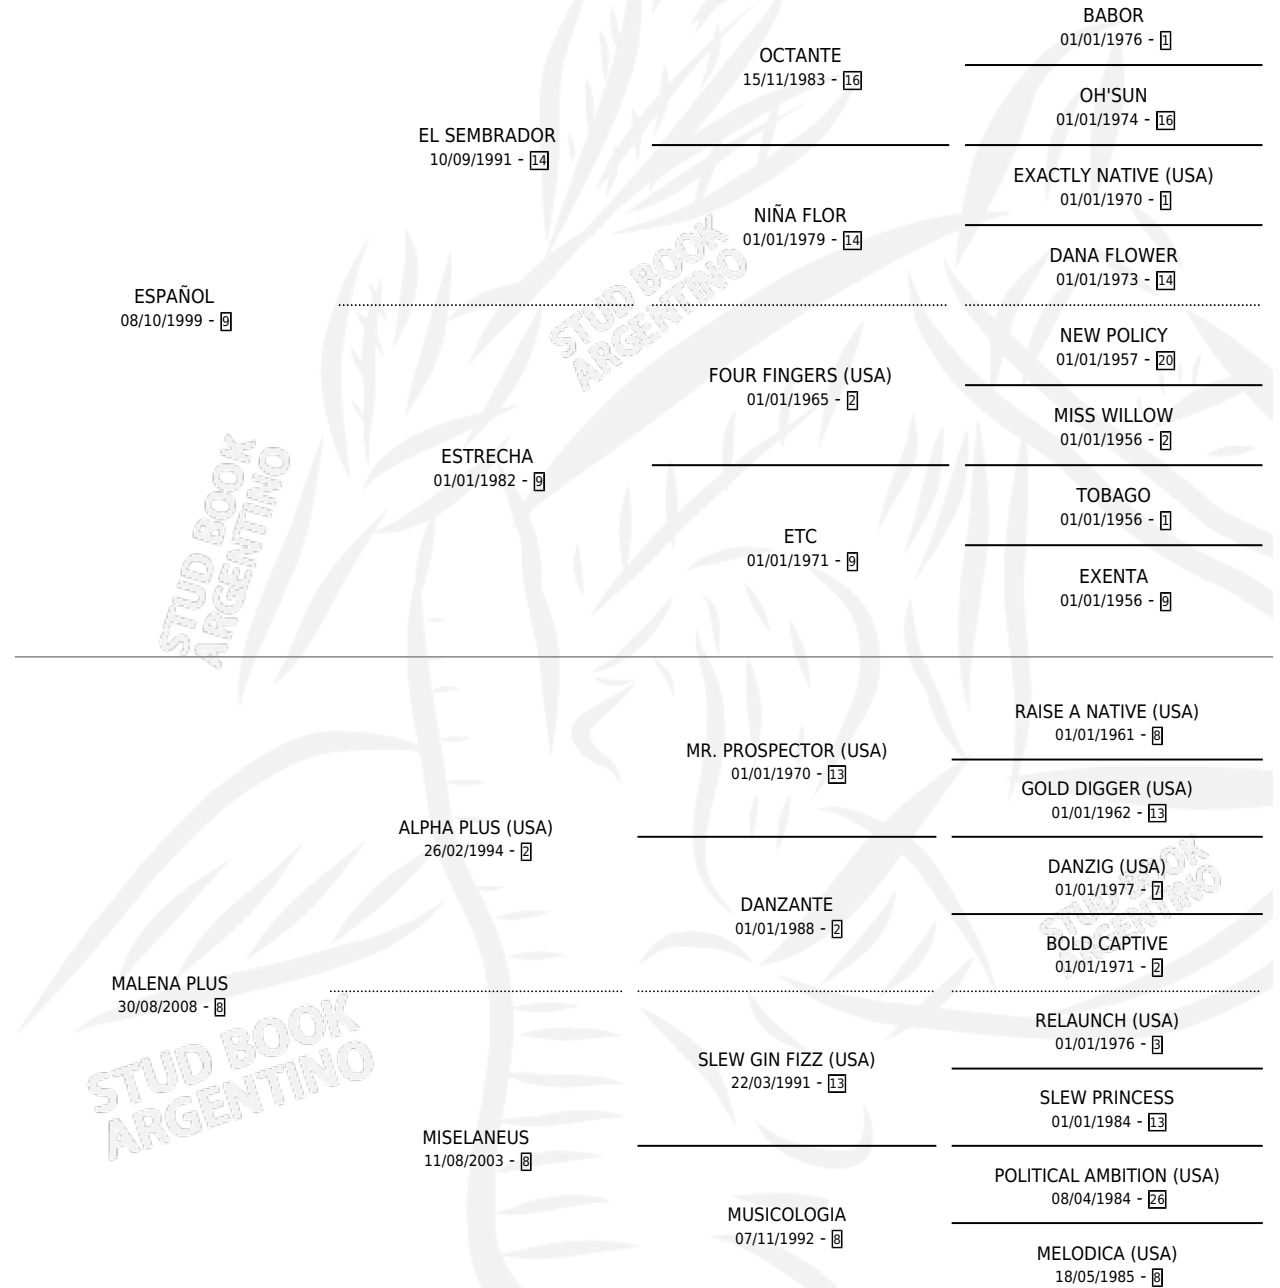 BABOR
01/01/1976 - 1
OCTANTE
15/11/1983 - 16
OH'SUN
01/01/1974 - 16
EL SEMBRADOR
10/09/1991 - 14
EXACTLY NATIVE (USA)
01/01/1970 - 1
NIÑA FLOR
01/01/1979 - 14
DANA FLOWER
01/01/1973 - 14
ESPAÑOL
08/10/1999 - 9
NEW POLICY
01/01/1957 - 20
FOUR FINGERS (USA)
01/01/1965 - 2
MISS WILLOW
01/01/1956 - 2
ESTRECHA
01/01/1982 - 9
TOBAGO
01/01/1956 - 1
ETC
01/01/1971 - 9
EXENTA
01/01/1956 - 9
STUD BOOK
ARGENTINO
STUD BOOK
ARGENTINO
RAISE A NATIVE (USA)
01/01/1961 - 8
MR. PROSPECTOR (USA)
01/01/1970 - 13
GOLD DIGGER (USA)
01/01/1962 - 13
ALPHA PLUS (USA)
26/02/1994 - 2
DANZIG (USA)
01/01/1977 - 7
DANZANTE
01/01/1988 - 2
BOLD CAPTIVE
01/01/1971 - 2
MALENA PLUS
30/08/2008 - 8
RELAUNCH (USA)
01/01/1976 - 3
SLEW GIN FIZZ (USA)
22/03/1991 - 13
SLEW PRINCESS
01/01/1984 - 13
MISELANEUS
11/08/2003 - 8
POLITICAL AMBITION (USA)
08/04/1984 - 26
MUSICOLOGIA
07/11/1992 - 8
MELODICA (USA)
18/05/1985 - 8
STUD BOOK
ARGENTINO
STUD BOOK
ARGENTINO